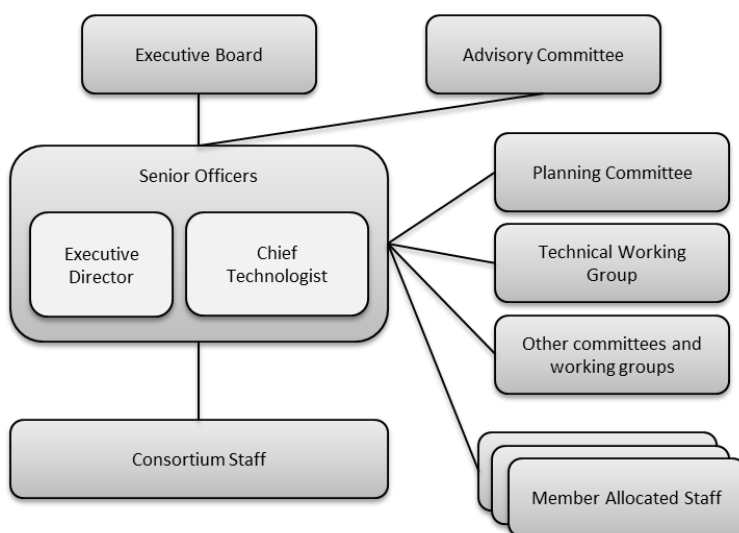 Executive Board
Advisory Committee
Senior Officers
Executive
Director
Chief
Technologist
Planning Committee
Technical Working
Group
Other committees and
working groups
Consortium Staff
Member Allocated Staff